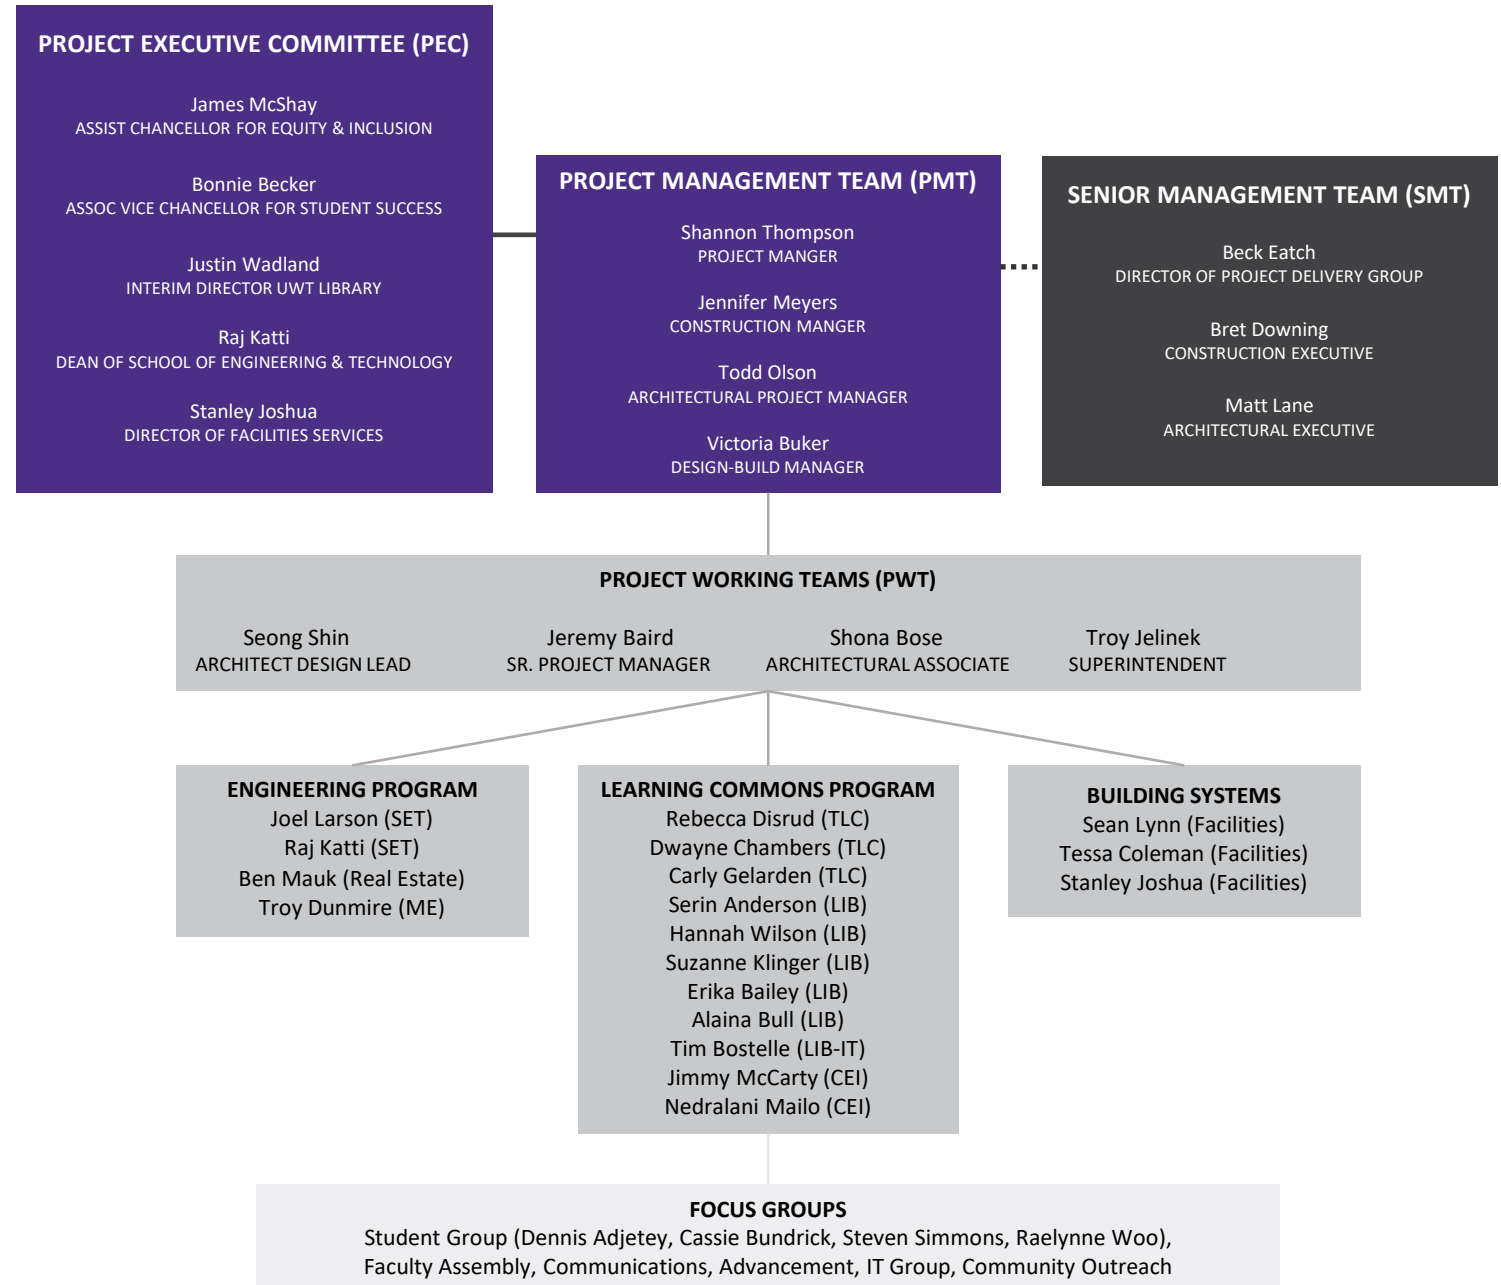 PROJECT EXECUTIVE COMMITTEE (PEC)
James McShay
ASSIST CHANCELLOR FOR EQUITY & INCLUSION
Bonnie Becker
ASSOC VICE CHANCELLOR FOR STUDENT SUCCESS
Justin Wadland
INTERIM DIRECTOR UWT LIBRARY
Raj Katti
DEAN OF SCHOOL OF ENGINEERING & TECHNOLOGY
Stanley Joshua
DIRECTOR OF FACILITIES SERVICES
PROJECT MANAGEMENT TEAM (PMT)
Shannon Thompson
PROJECT MANGER
Jennifer Meyers
CONSTRUCTION MANGER
Todd Olson
ARCHITECTURAL PROJECT MANAGER
Victoria Buker
DESIGN-BUILD MANAGER
SENIOR MANAGEMENT TEAM (SMT)
Beck Eatch
DIRECTOR OF PROJECT DELIVERY GROUP
Bret Downing
CONSTRUCTION EXECUTIVE
Matt Lane
ARCHITECTURAL EXECUTIVE
PROJECT WORKING TEAMS (PWT)
Seong Shin
ARCHITECT DESIGN LEAD
Jeremy Baird
SR. PROJECT MANAGER
Shona Bose
ARCHITECTURAL ASSOCIATE
Troy Jelinek
SUPERINTENDENT
ENGINEERING PROGRAM
Joel Larson (SET)
Raj Katti (SET)
Ben Mauk (Real Estate)
Troy Dunmire (ME)
LEARNING COMMONS PROGRAM
Rebecca Disrud (TLC)
Dwayne Chambers (TLC)
Carly Gelarden (TLC)
Serin Anderson (LIB)
Hannah Wilson (LIB)
Suzanne Klinger (LIB)
Erika Bailey (LIB)
Alaina Bull (LIB)
Tim Bostelle (LIB-IT)
Jimmy McCarty (CEI)
Nedralani Mailo (CEI)
BUILDING SYSTEMS
Sean Lynn (Facilities)
Tessa Coleman (Facilities)
Stanley Joshua (Facilities)
FOCUS GROUPS
Student Group (Dennis Adjetey, Cassie Bundrick, Steven Simmons, Raelynne Woo),
Faculty Assembly, Communications, Advancement, IT Group, Community Outreach